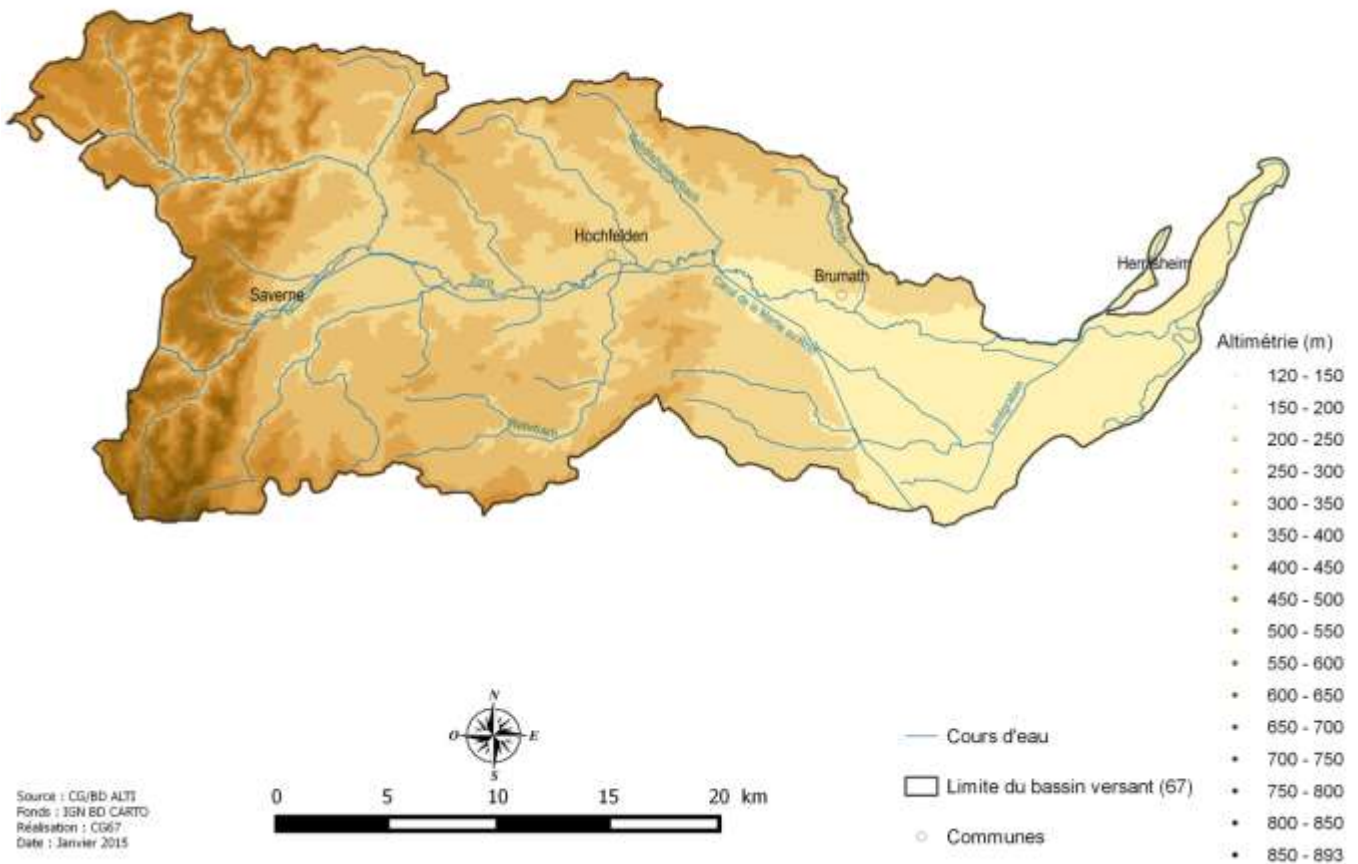 Hochfelden
Saverne
Zorn
Brumath
Herrlisheim
Canal de la Marne au Rhin
Landgraben
Rohrbach
Altimétrie (m)
120 - 150
150 - 200
200 - 250
250 - 300
300 - 350
350 - 400
400 - 450
450 - 500
500 - 550
550 - 600
600 - 650
650 - 700
700 - 750
750 - 800
800 - 850
850 - 893
N
O
E
S
Cours d'eau
Limite du bassin versant (67)
Communes
0 5 10 15 20 km
Source : CG/BD ALTI
Fonds : IGN BD CARTO
Réalisation : CG67
Date : Janvier 2015